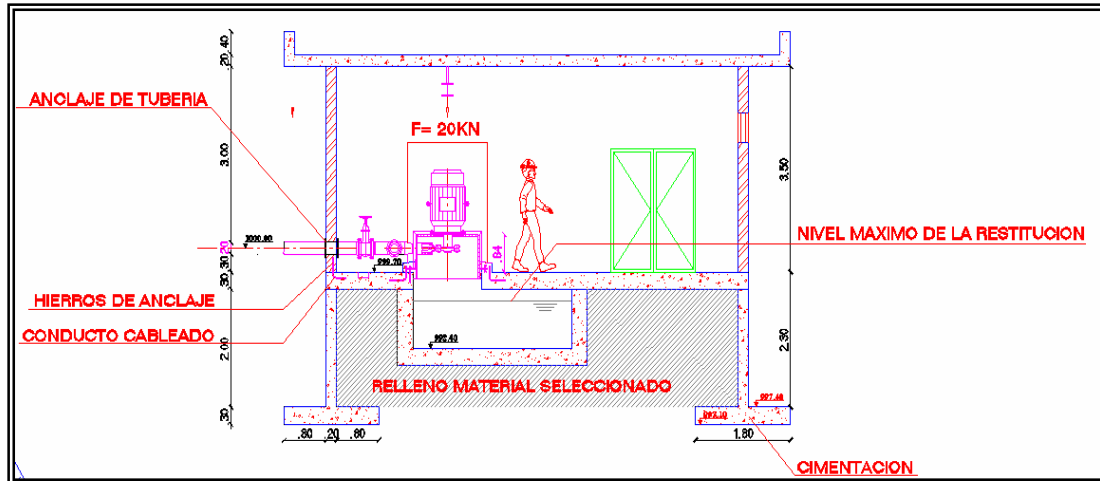 ANCLAJE DE TUBERIA
F= 20KN
NIVEL MAXIMO DE LA RESTITUCION
HIERROS DE ANCLAJE
CONDUCTO CABLEADO
RELLENO MATERIAL SELECCIONADO
CIMENTACION
.40
.20
3.00
.20
.30
.30
2.00
.30
3.50
2.30
.84
.80
.20
.80
1.80